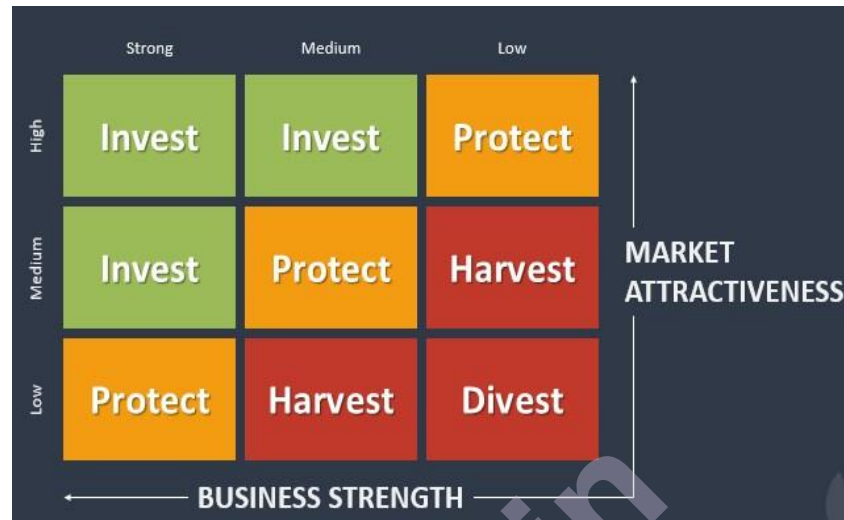 Strong Medium Low
High
Invest Invest Protect
Medium
Invest Protect Harvest
MARKET
ATTRACTIVENESS
Low
Protect Harvest Divest
BUSINESS STRENGTH